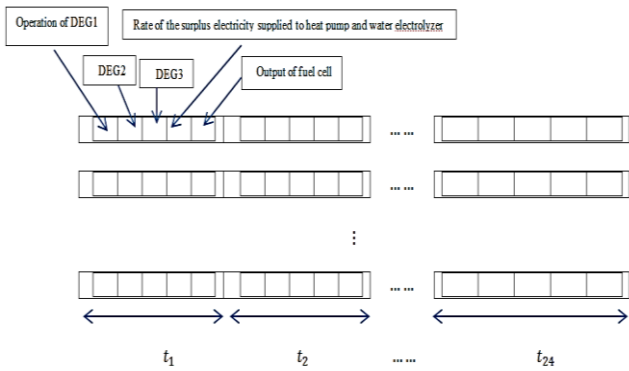 Operation of DEG1
Rate of the surplus electricity supplied to heat pump and water electrolyzer
DEG2
DEG3
Output of fuel cell
... ...
... ...
⋮
... ...
t₁
t₂
... ...
t₂₄